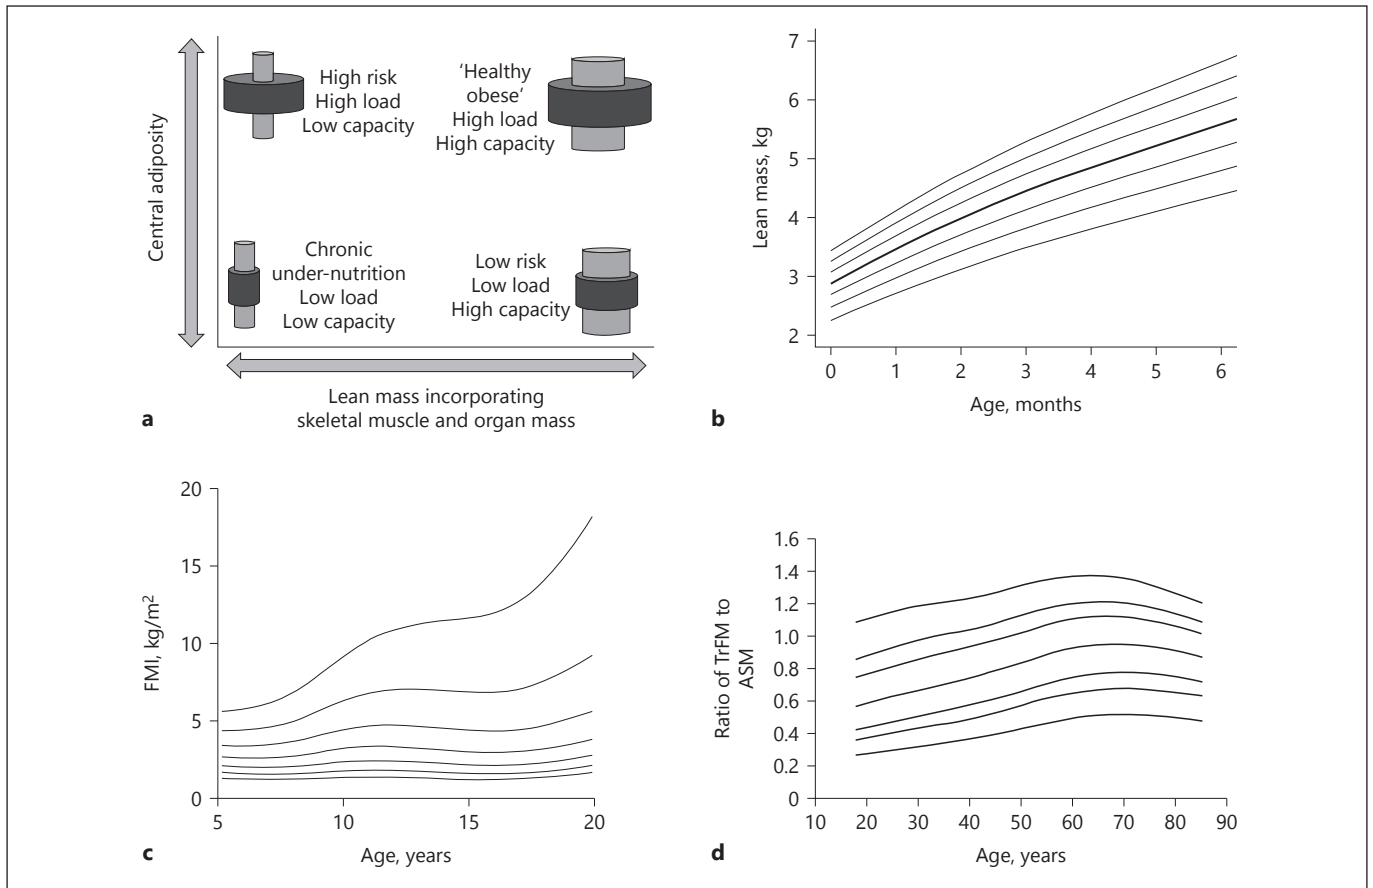 Central adiposity
High risk
High load
Low capacity
‘Healthy
obese’
High load
High capacity
Chronic
under-nutrition
Low load
Low capacity
Low risk
Low load
High capacity
Lean mass incorporating
skeletal muscle and organ mass
a
Lean mass, kg
7
6
5
4
3
2
0 1 2 3 4 5 6
Age, months
b
FMI, kg/m²
20
15
10
5
0
5 10 15 20
Age, years
c
Ratio of TrFM to
ASM
1.6
1.4
1.2
1.0
0.8
0.6
0.4
0.2
0
10 20 30 40 50 60 70 80 90
Age, years
d